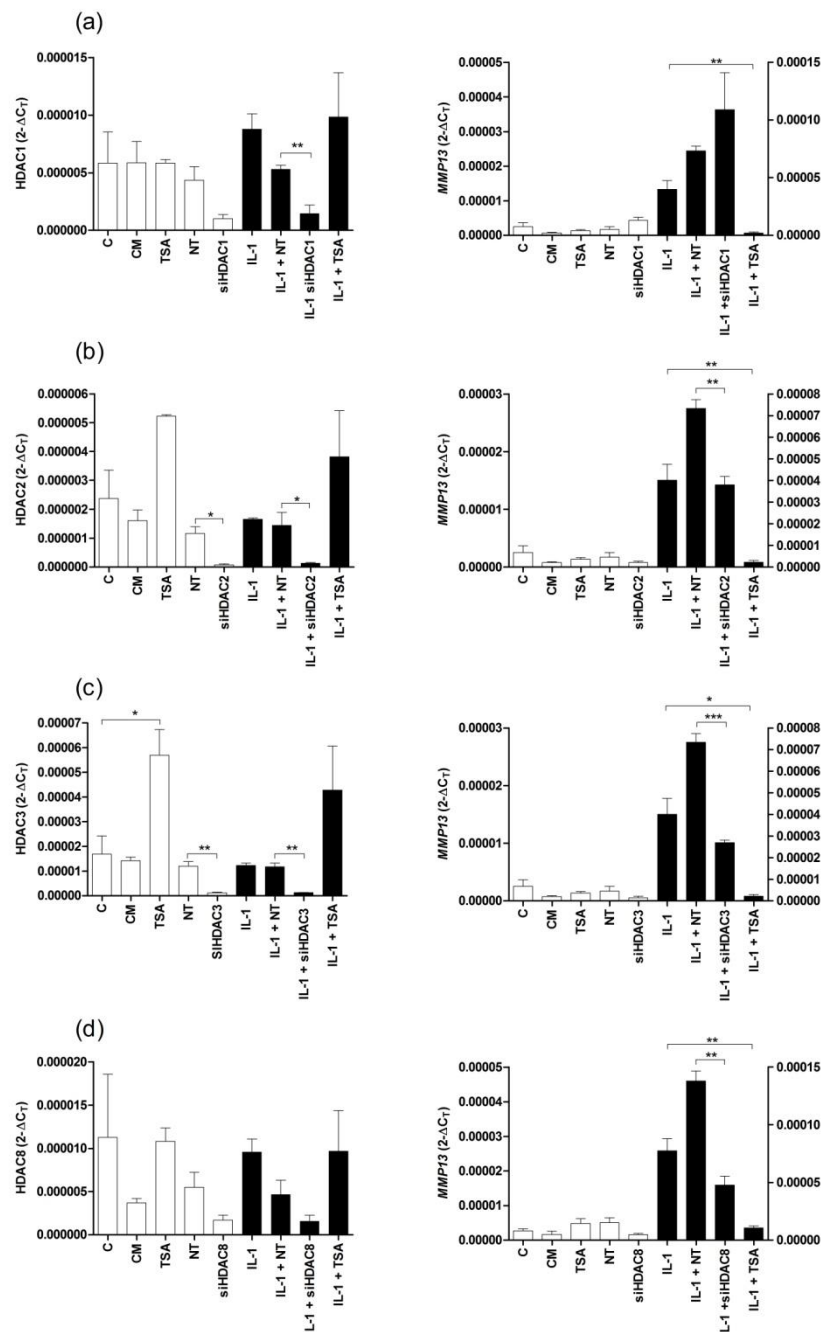 (a)
HDAC1 (2-ΔCT)
0.000015
0.000010
0.000005
0.000000
**
C
CM
TSA
NT
siHDAC1
IL-1
IL-1 + NT
IL-1 siHDAC1
IL-1 + TSA
MMP13 (2-ΔCT)
0.00005
0.00004
0.00003
0.00002
0.00001
0.00000
**
0.00015
0.00010
0.00005
0.00000
C
CM
TSA
NT
siHDAC1
IL-1
IL-1 + NT
IL-1 +siHDAC1
IL-1 + TSA
(b)
HDAC2 (2-ΔCT)
0.000006
0.000005
0.000004
0.000003
0.000002
0.000001
0.000000
*
*
C
CM
TSA
NT
siHDAC2
IL-1
IL-1 + NT
IL-1 + siHDAC2
IL-1 + TSA
MMP13 (2-ΔCT)
0.00003
0.00002
0.00001
0.00000
**
**
0.00008
0.00007
0.00006
0.00005
0.00004
0.00003
0.00002
0.00001
0.00000
C
CM
TSA
NT
siHDAC2
IL-1
IL-1 + NT
IL-1 + siHDAC2
IL-1 + TSA
(c)
HDAC3 (2-ΔCT)
0.00007
0.00006
0.00005
0.00004
0.00002
0.00001
0.00000
*
**
**
C
CM
TSA
NT
SiHDAC3
IL-1
IL-1 + NT
IL-1 + siHDAC3
IL-1 + TSA
MMP13 (2-ΔCT)
0.00003
0.00002
0.00001
0.00000
*
***
0.00008
0.00007
0.00006
0.00005
0.00004
0.00003
0.00002
0.00001
0.00000
C
CM
TSA
NT
siHDAC3
IL-1
IL-1 + NT
IL-1 + siHDAC3
IL-1 + TSA
(d)
HDAC8 (2-ΔCT)
0.000020
0.000015
0.000010
0.000005
0.000000
C
CM
TSA
NT
siHDAC8
IL-1
IL-1 + NT
L-1 + siHDAC8
IL-1 + TSA
MMP13 (2-ΔCT)
0.00005
0.00004
0.00003
0.00002
0.00001
0.00000
**
**
0.00015
0.00010
0.00005
0.00000
C
CM
TSA
NT
siHDAC8
IL-1
IL-1 + NT
L-1 +siHDAC8
IL-1 + TSA